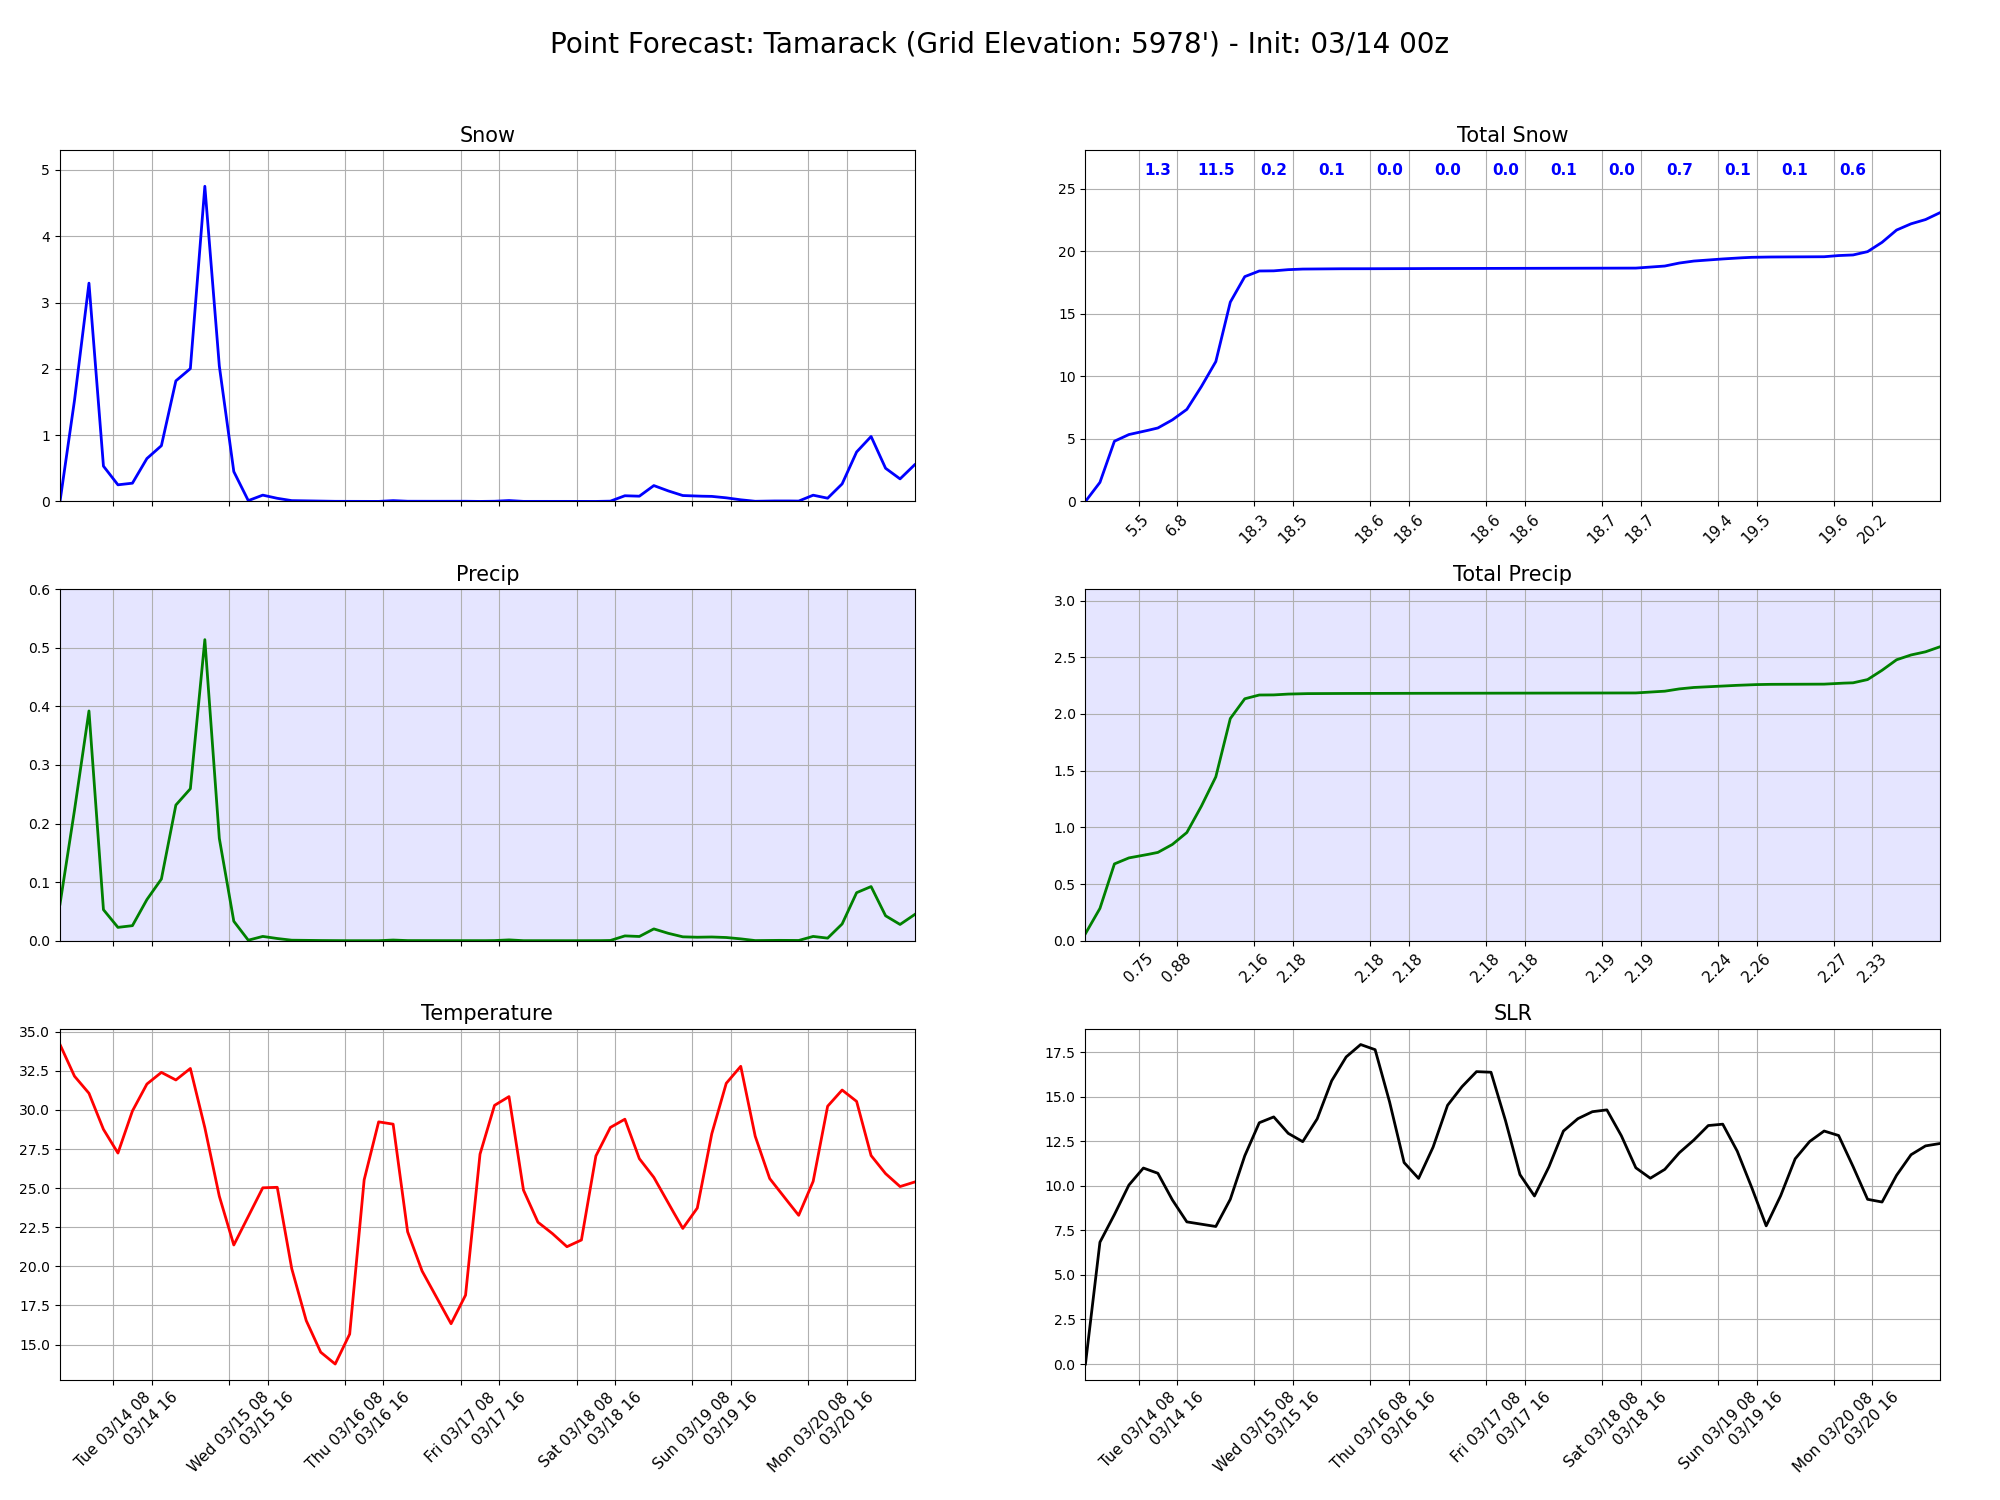 Point Forecast: Tamarack (Grid Elevation: 5978') - Init: 03/14 00z
Snow
5
4
3
2
1
0
Total Snow
1.3 11.5 0.2 0.1 0.0 0.0 0.0 0.1 0.0 0.7 0.1 0.1 0.6
25
20
15
10
5
0
5.5 6.8 18.3 18.5 18.6 18.6 18.6 18.6 18.7 18.7 19.4 19.5 19.6 20.2
Precip
0.6
0.5
0.4
0.3
0.2
0.1
0.0
Total Precip
3.0
2.5
2.0
1.5
1.0
0.5
0.0
0.75 0.88 2.16 2.18 2.18 2.18 2.18 2.18 2.19 2.19 2.24 2.26 2.27 2.33
Temperature
35.0
32.5
30.0
27.5
25.0
22.5
20.0
17.5
15.0
Tue 03/14 08
03/14 16
Wed 03/15 08
03/15 16
Thu 03/16 08
03/16 16
Fri 03/17 08
03/17 16
Sat 03/18 08
03/18 16
Sun 03/19 08
03/19 16
Mon 03/20 08
03/20 16
SLR
17.5
15.0
12.5
10.0
7.5
5.0
2.5
0.0
Tue 03/14 08
03/14 16
Wed 03/15 08
03/15 16
Thu 03/16 08
03/16 16
Fri 03/17 08
03/17 16
Sat 03/18 08
03/18 16
Sun 03/19 08
03/19 16
Mon 03/20 08
03/20 16